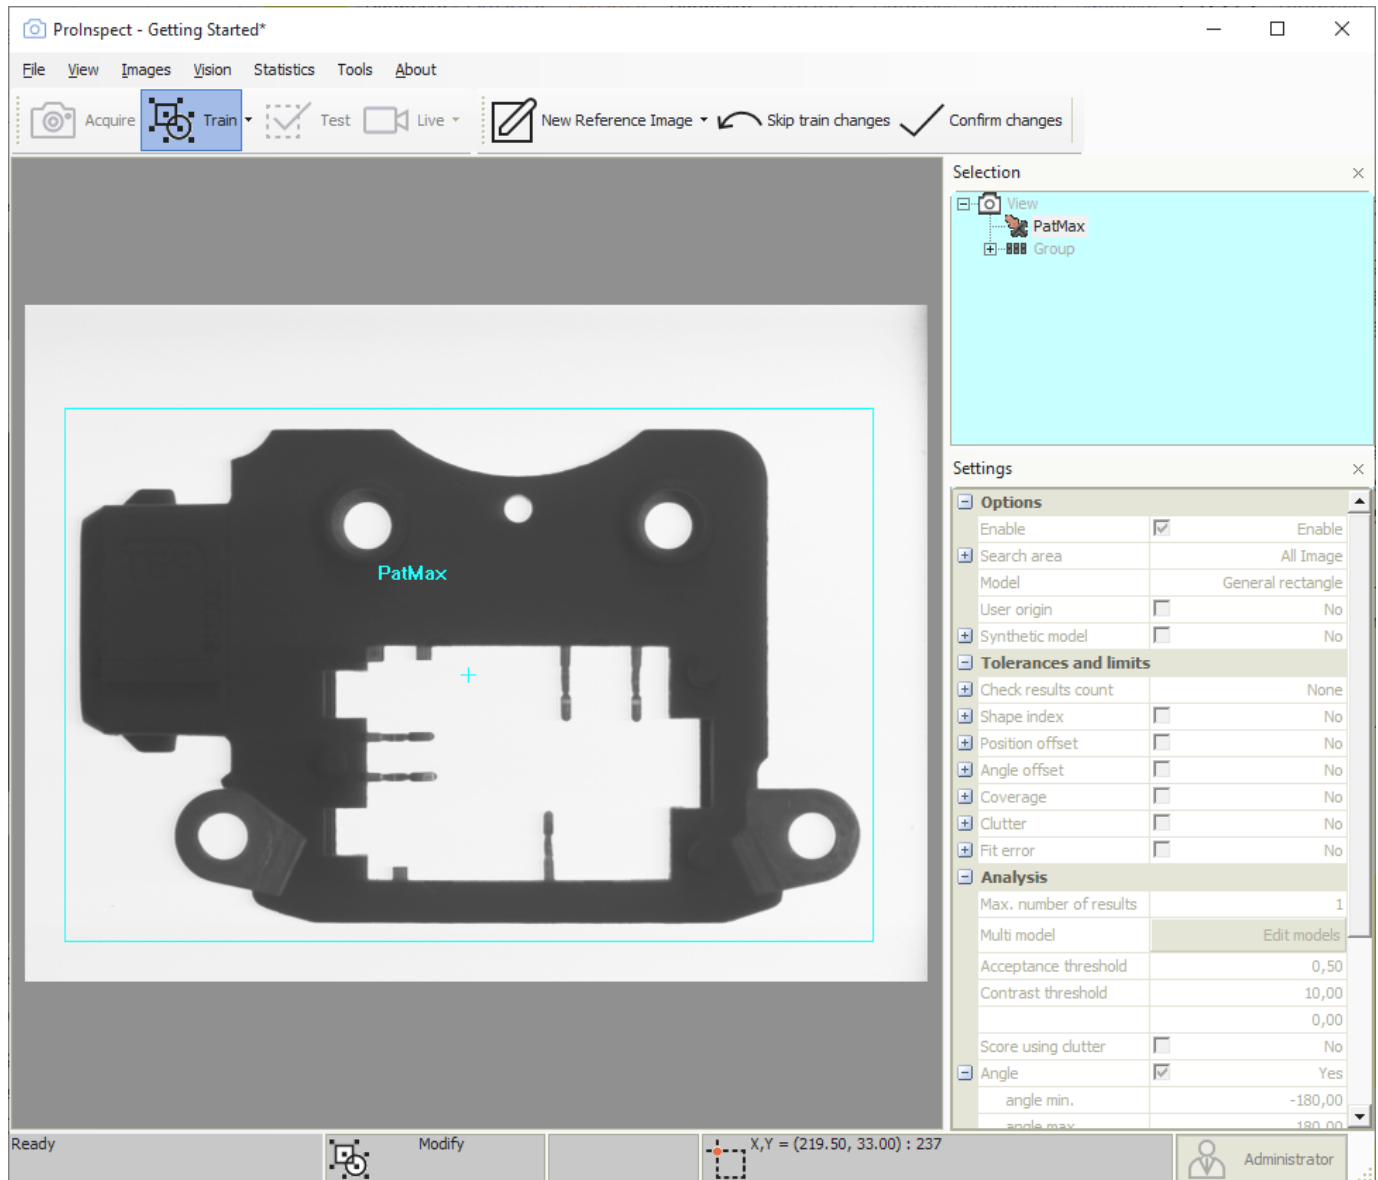 ProInspect - Getting Started*
File View Images Vision Statistics Tools About
Acquire Train Test Live New Reference Image Skip train changes Confirm changes
Selection
View
PatMax
Group
PatMax
Settings
Options
Enable Enable
Search area All Image
Model General rectangle
User origin No
Synthetic model No
Tolerances and limits
Check results count None
Shape index No
Position offset No
Angle offset No
Coverage No
Clutter No
Fit error No
Analysis
Max. number of results 1
Multi model Edit models
Acceptance threshold 0,50
Contrast threshold 10,00
0,00
Score using clutter No
Angle Yes
angle min. -180,00
angle max. 180,00
Ready Modify X,Y = (219.50, 33.00) : 237 Administrator